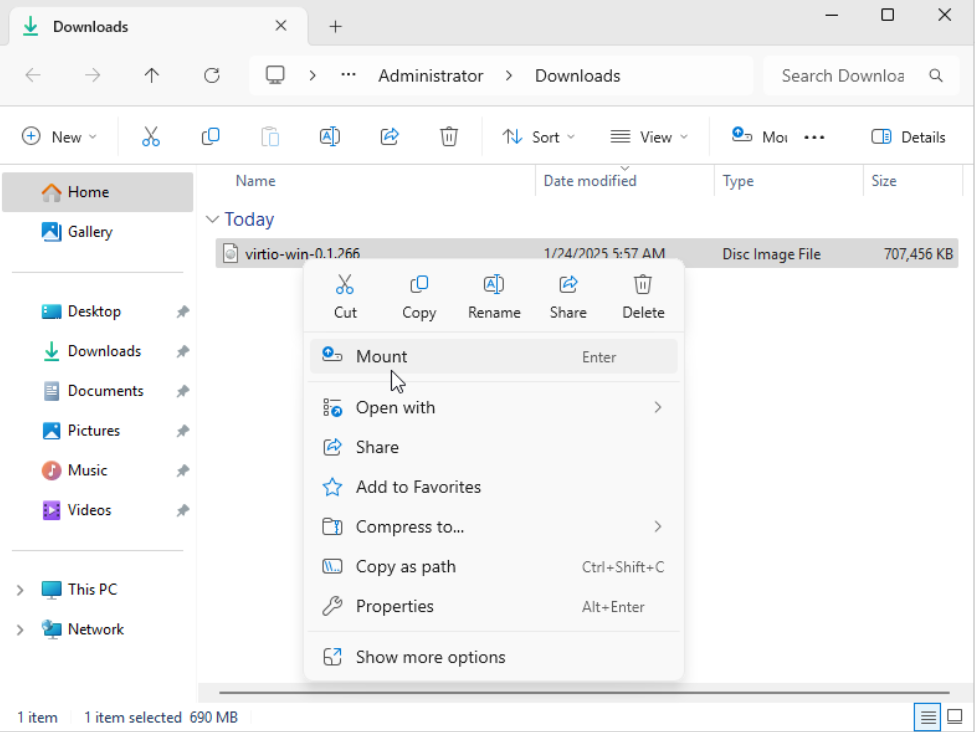 Downloads
Administrator > Downloads
Search Downloa
New
Sort
View
Mou
Details
Home
Gallery
Desktop
Downloads
Documents
Pictures
Music
Videos
This PC
Network
Name Date modified Type Size
Today
virtio-win-0.1.266 1/24/2025 5:57 AM Disc Image File 707,456 KB
Cut Copy Rename Share Delete
Mount Enter
Open with
Share
Add to Favorites
Compress to...
Copy as path Ctrl+Shift+C
Properties Alt+Enter
Show more options
1 item 1 item selected 690 MB